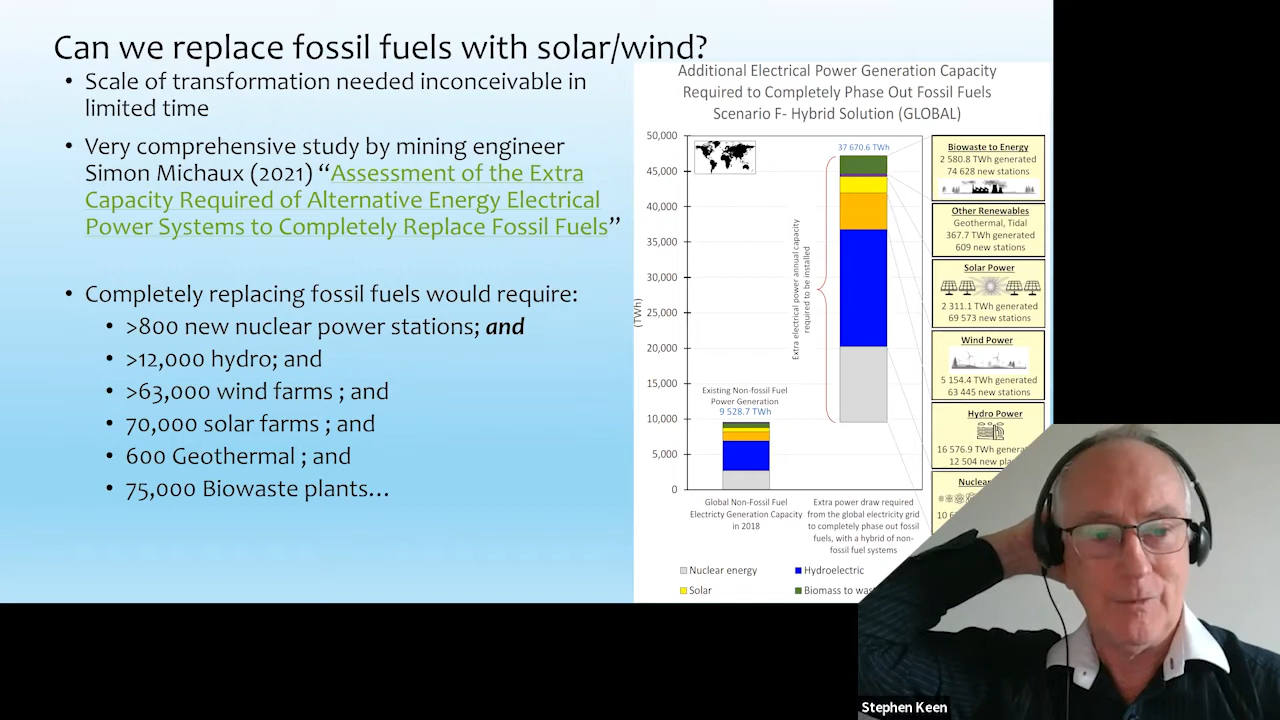 Can we replace fossil fuels with solar/wind?
• Scale of transformation needed inconceivable in
limited time
• Very comprehensive study by mining engineer
Simon Michaux (2021) “Assessment of the Extra
Capacity Required of Alternative Energy Electrical
Power Systems to Completely Replace Fossil Fuels”
• Completely replacing fossil fuels would require:
• >800 new nuclear power stations; and
• >12,000 hydro; and
• >63,000 wind farms ; and
• 70,000 solar farms ; and
• 600 Geothermal ; and
• 75,000 Biowaste plants…
Additional Electrical Power Generation Capacity
Required to Completely Phase Out Fossil Fuels
Scenario F- Hybrid Solution (GLOBAL)
(TWh)
50,000
45,000
40,000
35,000
30,000
25,000
20,000
15,000
10,000
5,000
0
37 670.6 TWh
Extra electrical power annual capacity
required to be installed
Existing Non-fossil Fuel
Power Generation
9 528.7 TWh
Global Non-Fossil Fuel
Electricty Generation Capacity
in 2018
Extra power draw required
from the global electricity grid
to completely phase out fossil
fuels, with a hybrid of non-
fossil fuel systems
Nuclear energy
Hydroelectric
Solar
Biomass to
Biowaste to Energy
2 580.8 TWh generated
74 628 new stations
Other Renewables
Geothermal, Tidal
367.7 TWh generated
609 new stations
Solar Power
2 311.1 TWh generated
69 573 new stations
Wind Power
5 154.4 TWh generated
63 445 new stations
Hydro Power
16 576.9 TWh
12 504 new
Nuclear
Stephen Keen